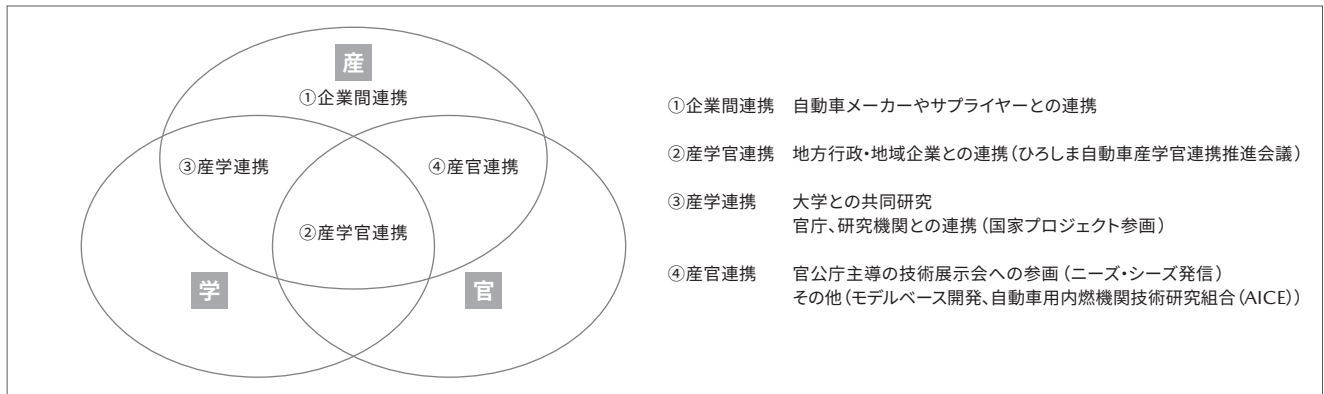 産
①企業間連携
③産学連携
④産官連携
②産学官連携
学
官
①企業間連携 自動車メーカーやサプライヤーとの連携
②産学官連携 地方行政・地域企業との連携(ひろしま自動車産学官連携推進会議)
③産学連携 大学との共同研究
官庁、研究機関との連携(国家プロジェクト参画)
④産官連携 官公庁主導の技術展示会への参画(ニーズ・シーズ発信)
その他(モデルベース開発、自動車用内燃機関技術研究組合(AICE))